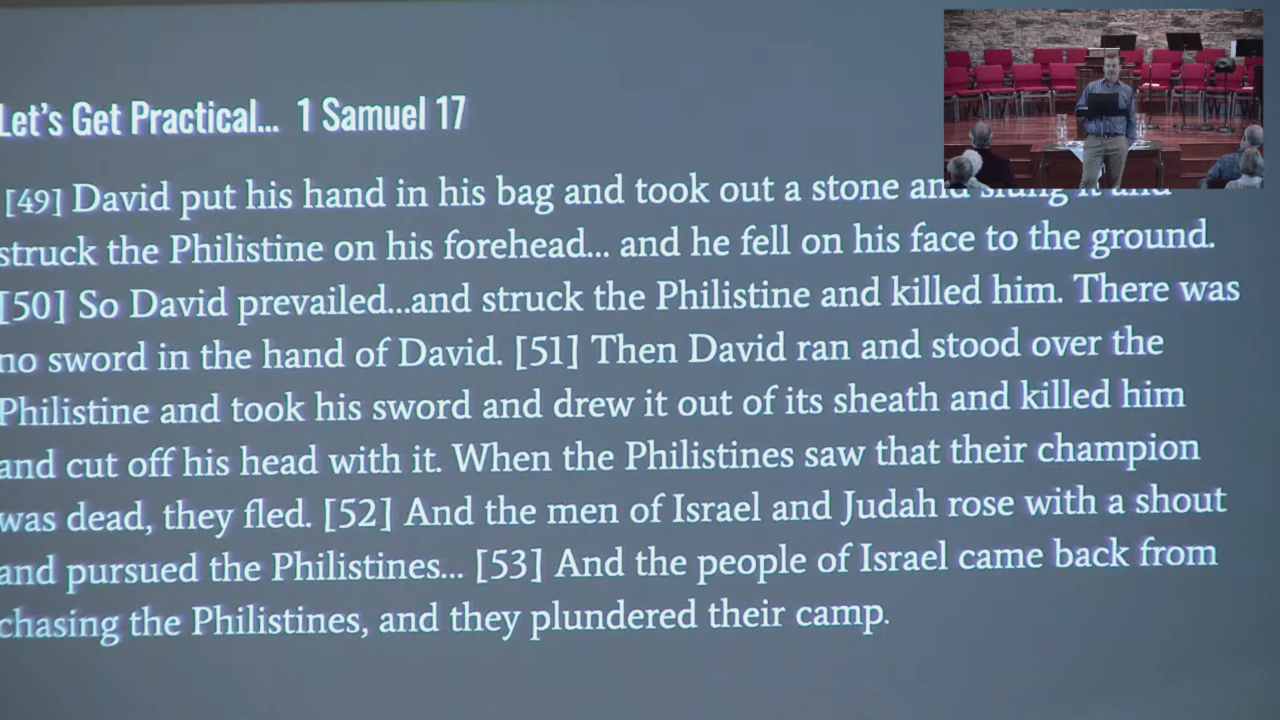 Let's Get Practical... 1 Samuel 17
[49] David put his hand in his bag and took out a stone and slung it and
struck the Philistine on his forehead... and he fell on his face to the ground.
[50] So David prevailed...and struck the Philistine and killed him. There was
no sword in the hand of David. [51] Then David ran and stood over the
Philistine and took his sword and drew it out of its sheath and killed him
and cut off his head with it. When the Philistines saw that their champion
was dead, they fled. [52] And the men of Israel and Judah rose with a shout
and pursued the Philistines... [53] And the people of Israel came back from
chasing the Philistines, and they plundered their camp.